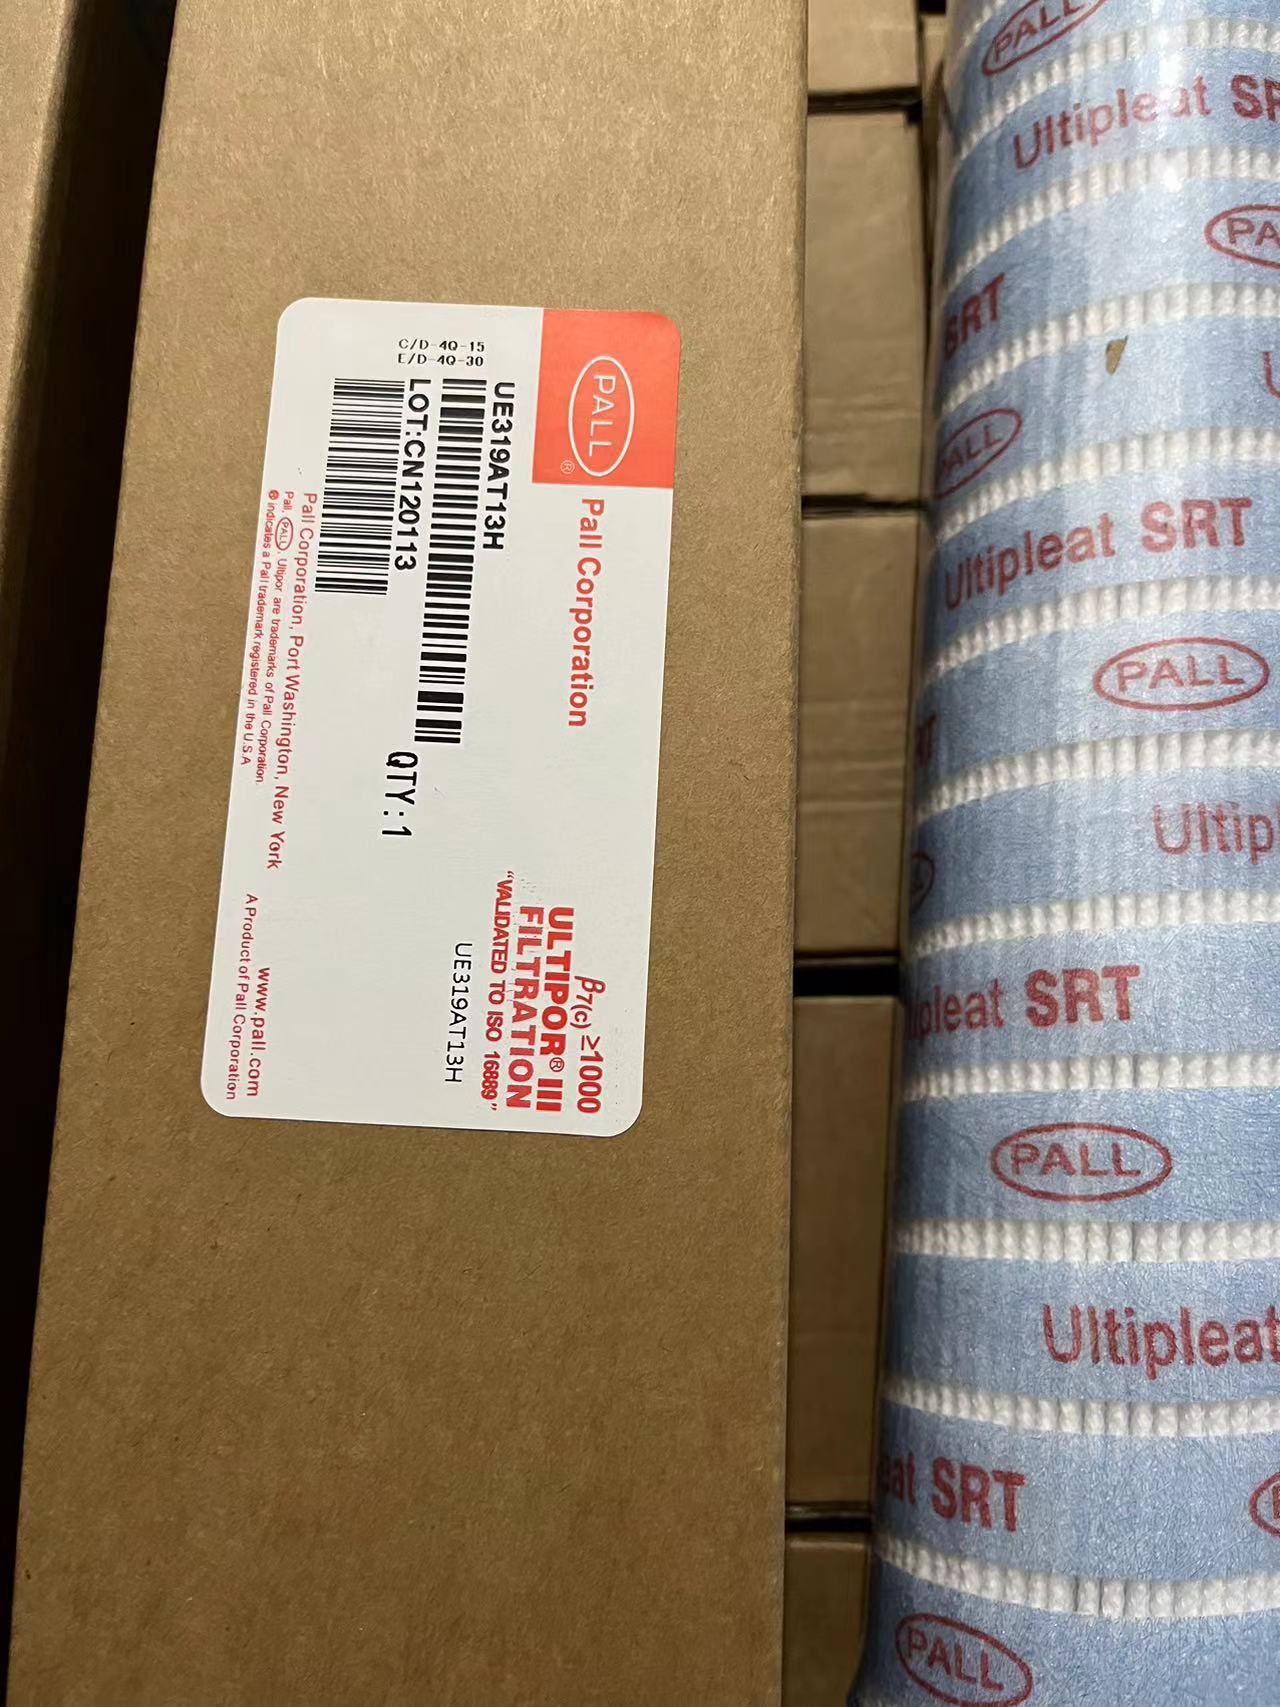 PALL
®
Pall Corporation
β7(c) ≥1000
ULTIPOR® III
FILTRATION
“VALIDATED TO ISO 16889”
UE319AT13H
UE319AT13H
C/D-4Q-15
E/D-4Q-30
LOT:CN120113
QTY:1
Pall Corporation, Port Washington, New York
Pall, PALL, Ultipor are trademarks of Pall Corporation.
® indicates a Pall trademark registered in the U.S.A
www.pall.com
A Product of Pall Corporation
PALL
Ultipleat SR
PA
SRT
PALL
Ultipleat SRT
PALL
Ultip
pleat SRT
PALL
Ultipleat
eat SRT
PALL